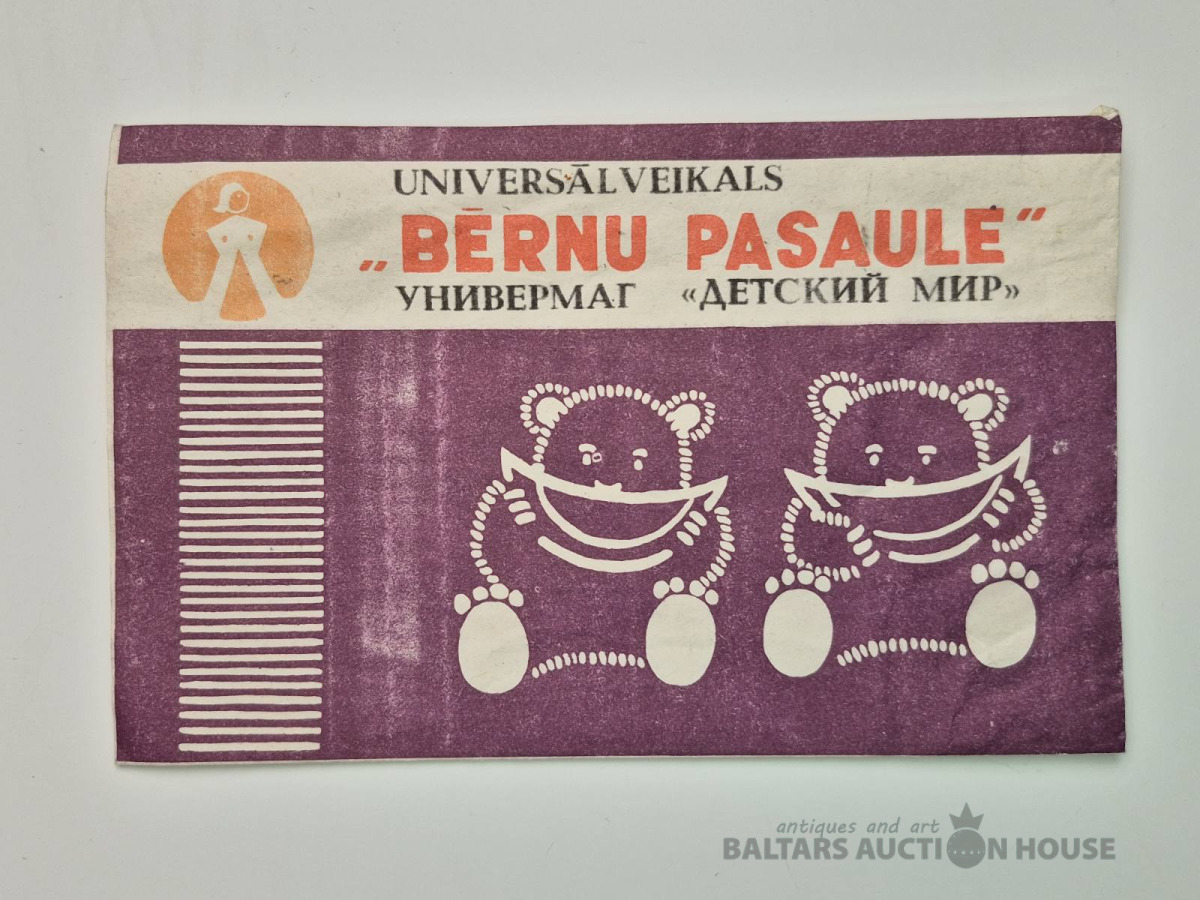 UNIVERSĀLVEIKALS
„BĒRNU PASAULE“
УНИВЕРМАГ «ДЕТСКИЙ МИР»
antiques and art
BALTARS AUCTION HOUSE